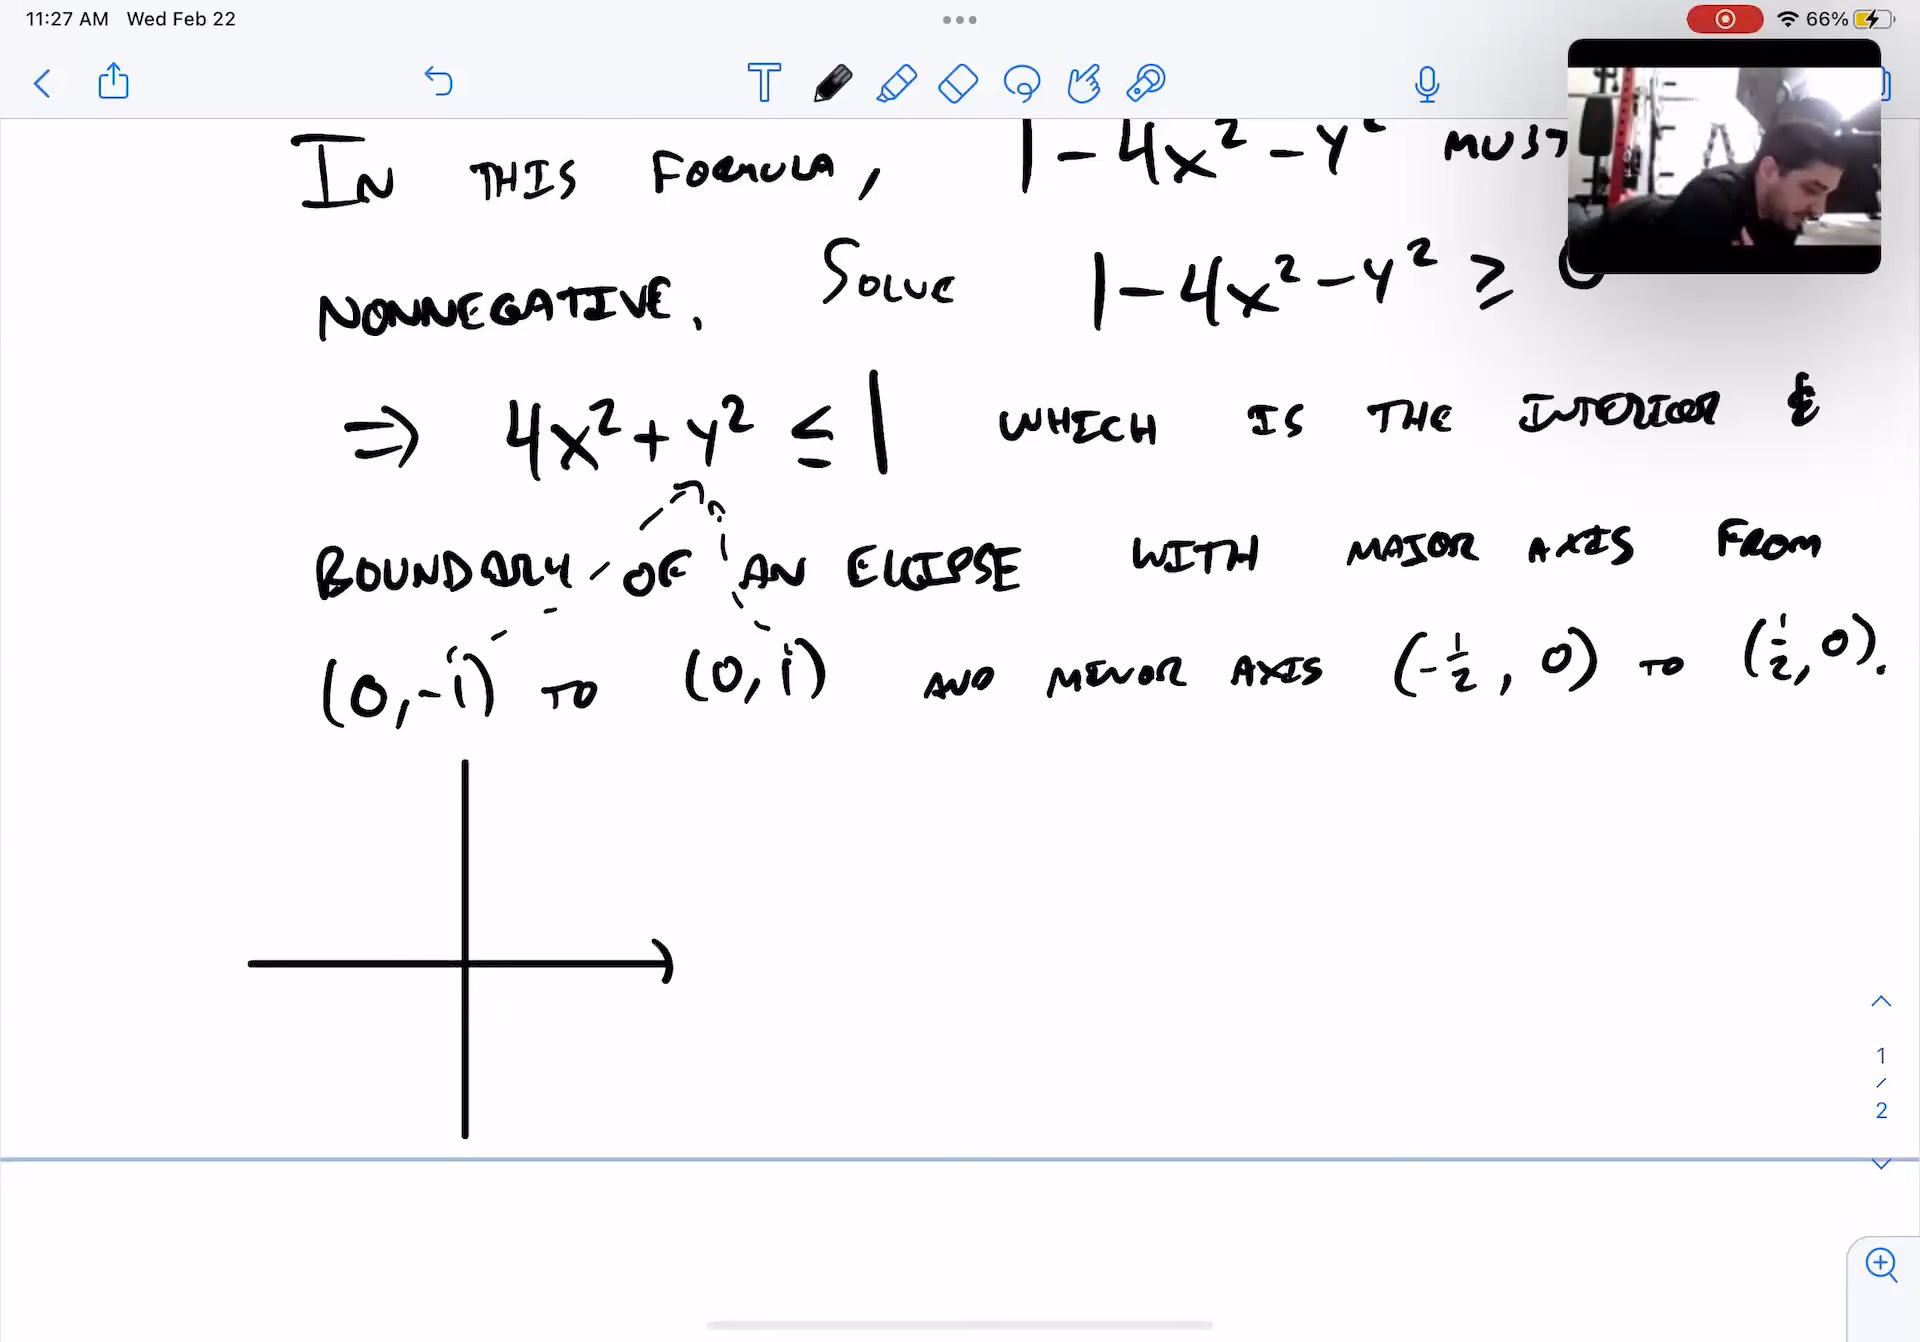 11:27 AM Wed Feb 22
66%
T
IN THIS FORMULA, 1-4x²-y² MUST
NONNEGATIVE. SOLVE 1-4x²-y² ≥ 0
⇒ 4x²+y² ≤ 1 WHICH IS THE INTERIOR &
BOUNDARY OF AN ELLIPSE WITH MAJOR AXIS FROM
(0,-1) TO (0,1) AND MINOR AXIS (-1/2, 0) TO (1/2, 0).
1
/
2